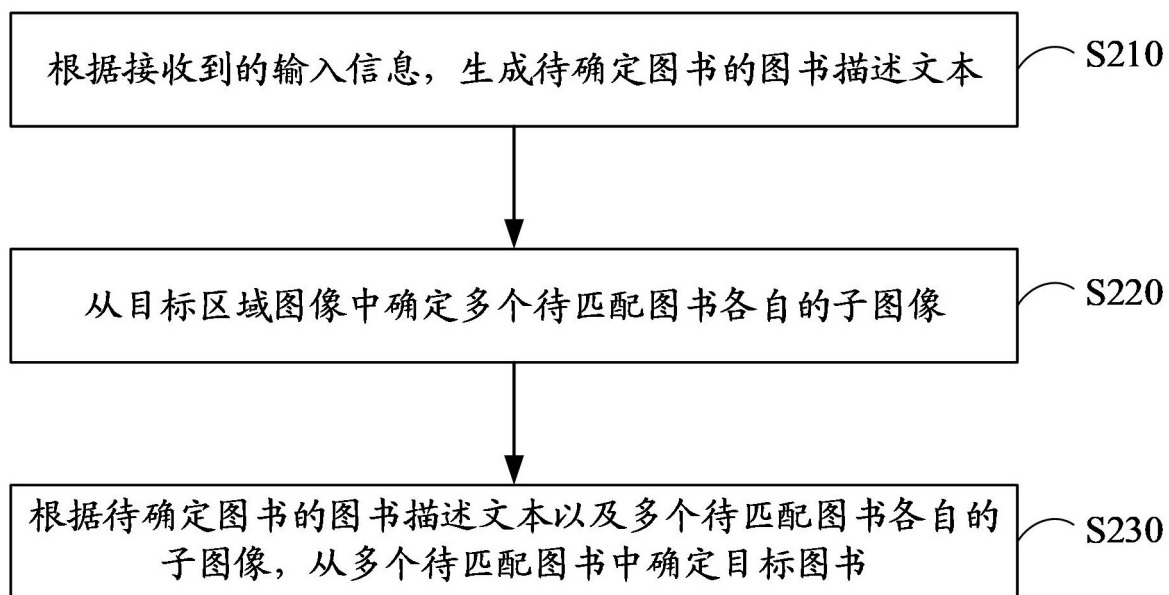 根据接收到的输入信息，生成待确定图书的图书描述文本
S210
从目标区域图像中确定多个待匹配图书各自的子图像
S220
根据待确定图书的图书描述文本以及多个待匹配图书各自的
子图像，从多个待匹配图书中确定目标图书
S230